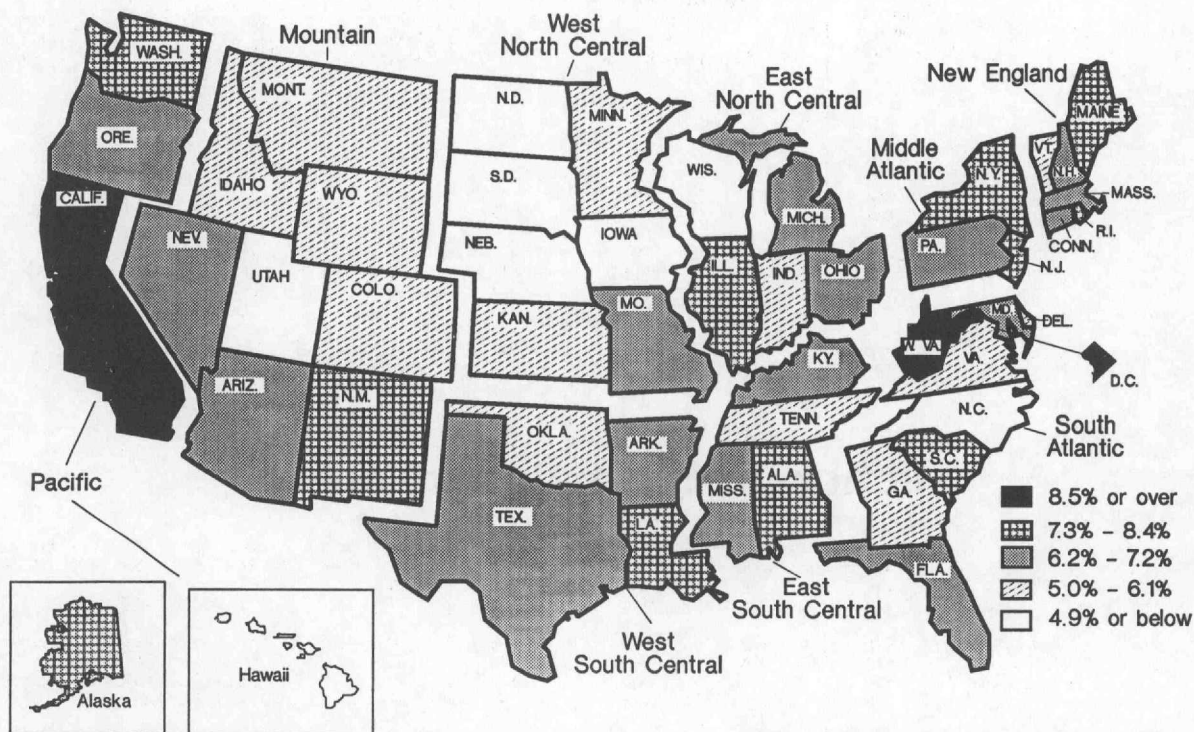 Mountain
West
North Central
East
North Central
New England
Middle
Atlantic
WASH.
MONT.
N.D.
MINN.
MAINE
ORE.
IDAHO
WYO.
S.D.
WIS.
MICH.
N.Y.
VT.
N.H.
MASS.
R.I.
CONN.
CALIF.
NEV.
UTAH
COLO.
NEB.
IOWA
ILL.
IND.
OHIO
PA.
N.J.
KAN.
MO.
KY.
W. VA.
MD.
DEL.
VA.
D.C.
ARIZ.
N.M.
OKLA.
ARK.
TENN.
N.C.
South
Atlantic
Pacific
TEX.
LA.
MISS.
ALA.
GA.
S.C.
FLA.
East
South Central
West
South Central
Alaska
Hawaii
8.5% or over
7.3% - 8.4%
6.2% - 7.2%
5.0% - 6.1%
4.9% or below